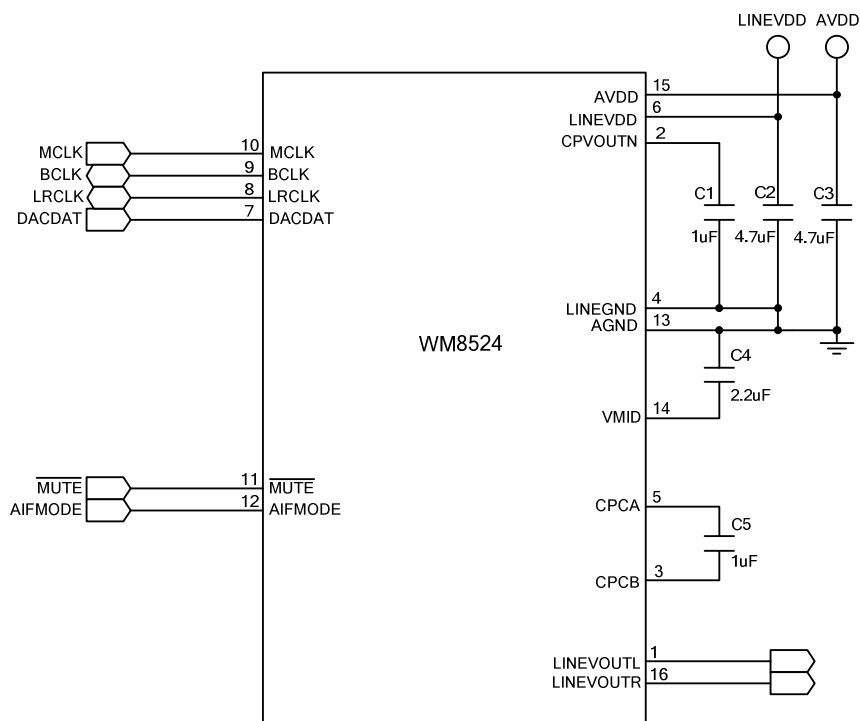 LINEVDD AVDD
15
AVDD
6
LINEVDD
2
CPVOUTN
MCLK 10 MCLK
BCLK 9 BCLK
LRCLK 8 LRCLK
DACDAT 7 DACDAT
C1 C2 C3
1uF 4.7uF 4.7uF
LINEGND 4
AGND 13
WM8524
C4
2.2uF
VMID 14
MUTE 11 MUTE
AIFMODE 12 AIFMODE
CPCA 5
C5
1uF
CPCB 3
LINEVOUTL 1
LINEVOUTR 16